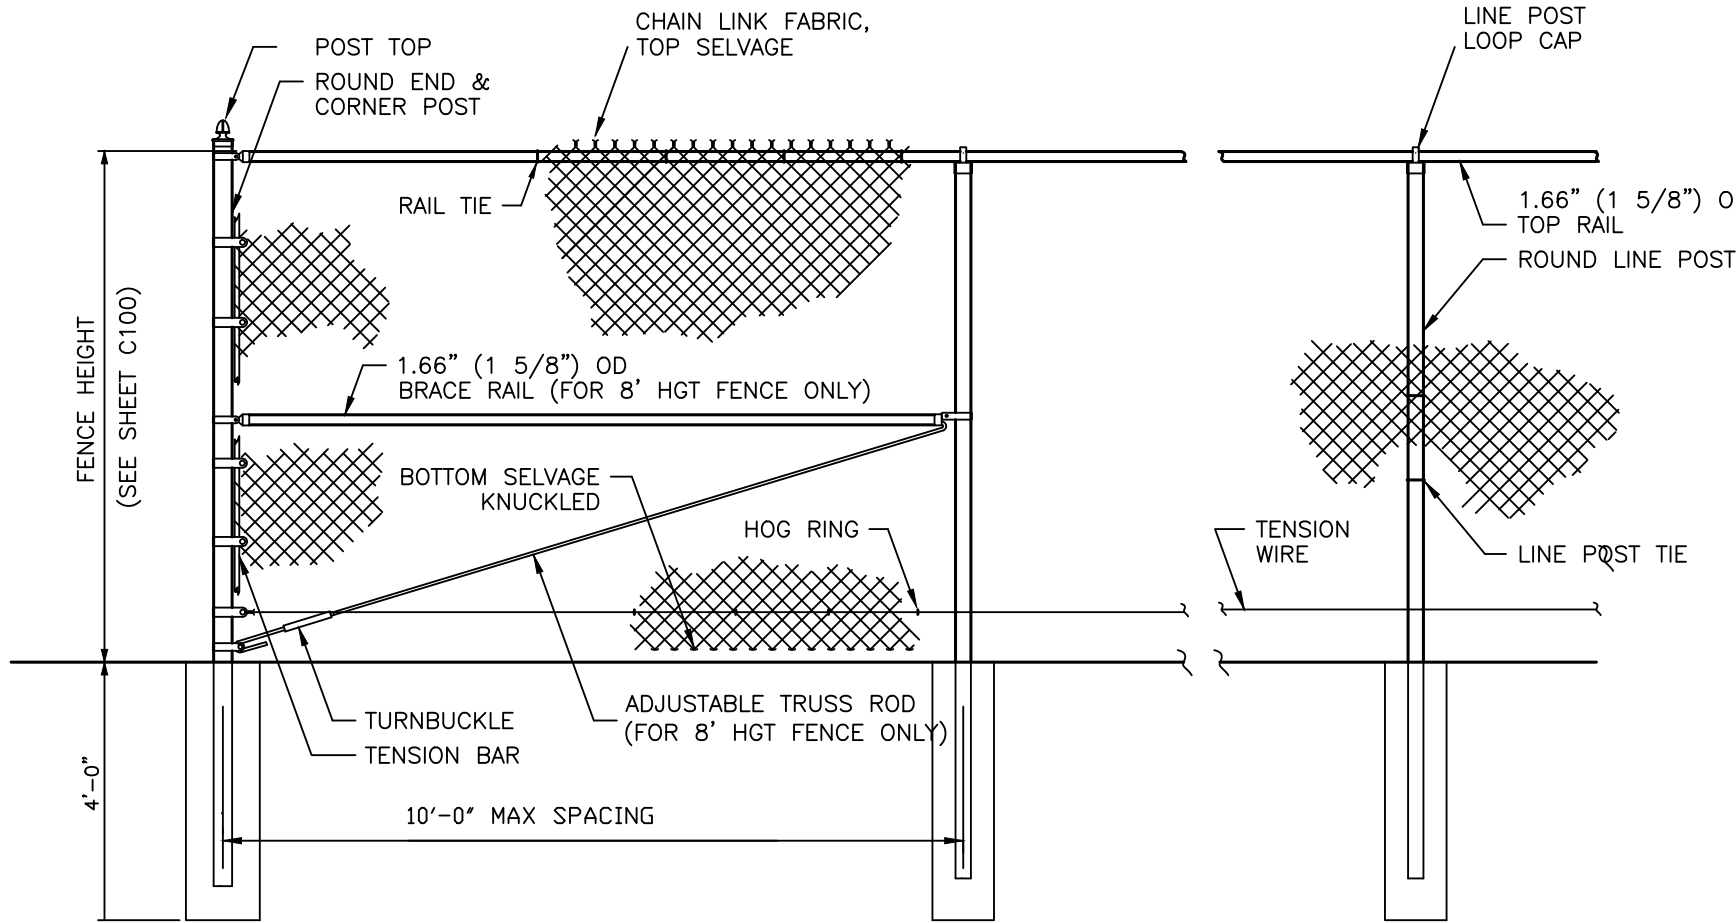 CHAIN LINK FABRIC,
TOP SELVAGE
LINE POST
LOOP CAP
POST TOP
ROUND END &
CORNER POST
RAIL TIE
1.66" (1 5/8") O
TOP RAIL
ROUND LINE POST
FENCE HEIGHT
(SEE SHEET C100)
1.66" (1 5/8") OD
BRACE RAIL (FOR 8' HGT FENCE ONLY)
BOTTOM SELVAGE
KNUCKLED
HOG RING
TENSION
WIRE
LINE POST TIE
TURNBUCKLE
TENSION BAR
ADJUSTABLE TRUSS ROD
(FOR 8' HGT FENCE ONLY)
4'-0"
10'-0" MAX SPACING